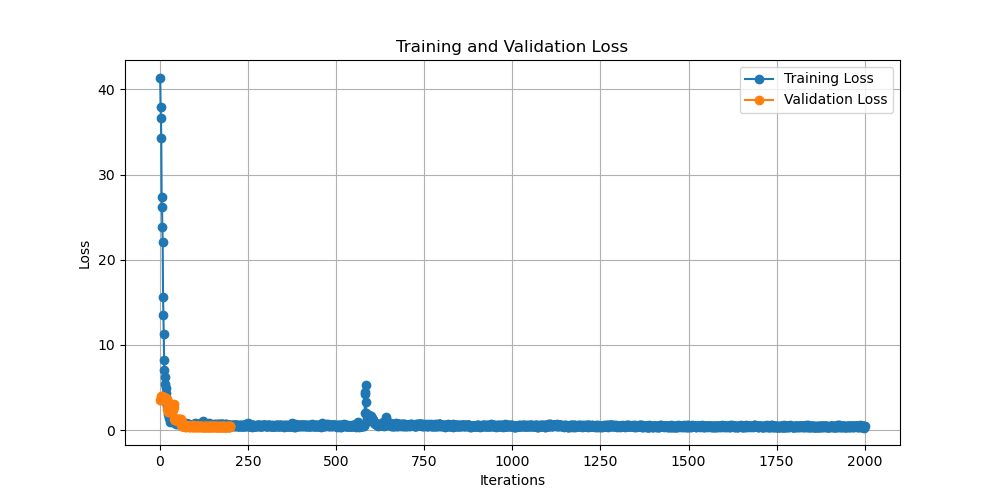 Training and Validation Loss
Training Loss
Validation Loss
40
30
20
10
0
Loss
0 250 500 750 1000 1250 1500 1750 2000
Iterations